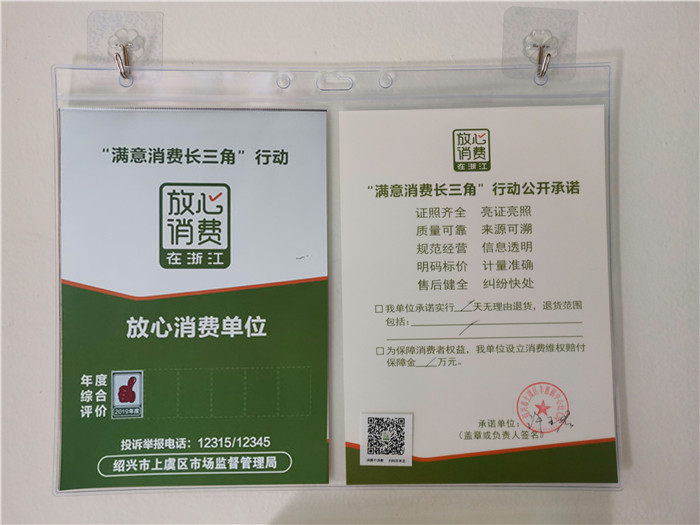 “满意消费长三角”行动
放心
消费
在浙江
放心消费单位
年度
综合
评价
2019年度
投诉举报电话：12315/12345
绍兴市上虞区市场监督管理局
放心
消费
在浙江
“满意消费长三角”行动公开承诺
证照齐全 亮证亮照
质量可靠 来源可溯
规范经营 信息透明
明码标价 计量准确
售后健全 纠纷快处
□我单位承诺实行 天无理由退货，退货范围
包括：
□为保障消费者权益，我单位设立消费维权赔付
保障金 万元。
承诺单位：
（盖章或负责人签名）